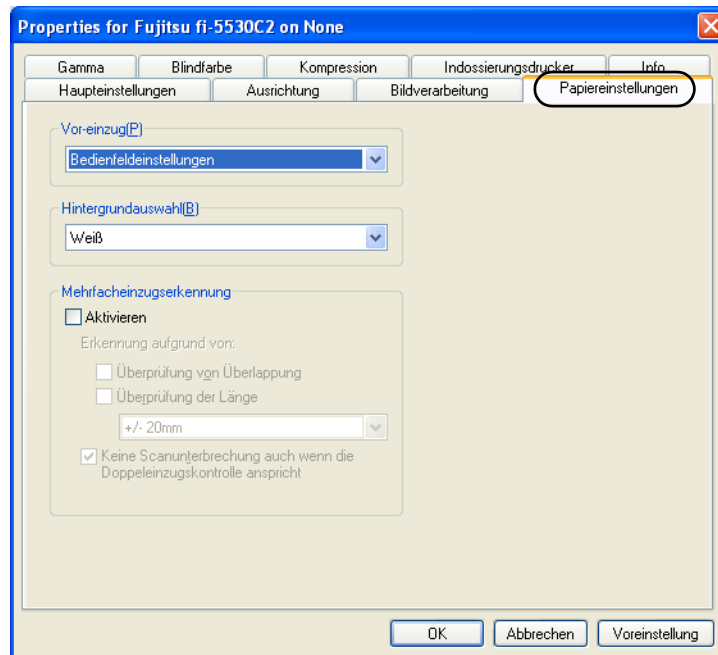 Properties for Fujitsu fi-5530C2 on None
Gamma Blindfarbe Kompression Indossierungsdrucker Info
Haupteinstellungen Ausrichtung Bildverarbeitung Papiereinstellungen
Vor-einzug(P)
Bedienfeldeinstellungen
Hintergrundauswahl(B)
Weiß
Mehrfacheinzugserkennung
Aktivieren
Erkennung aufgrund von:
Überprüfung von Überlappung
Überprüfung der Länge
+/- 20mm
Keine Scanunterbrechung auch wenn die
Doppeleinzugskontrolle anspricht
OK Abbrechen Voreinstellung